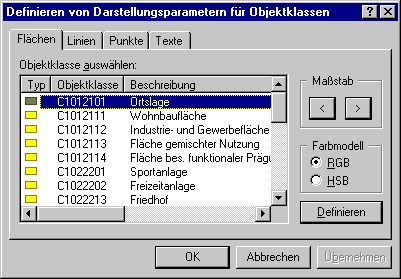 Definieren von Darstellungsparametern für Objektklassen
Flächen Linien Punkte Texte
Objektklasse auswählen:
Typ Objektklasse Beschreibung
C1012101 Ortslage
C1012111 Wohnbaufläche
C1012112 Industrie- und Gewerbefläche
C1012113 Fläche gemischter Nutzung
C1012114 Fläche bes. funktionaler Prägu
C1022201 Sportanlage
C1022202 Freizeitanlage
C1022213 Friedhof
Maßstab
< >
Farbmodell
RGB
HSB
Definieren
OK Abbrechen Übernehmen